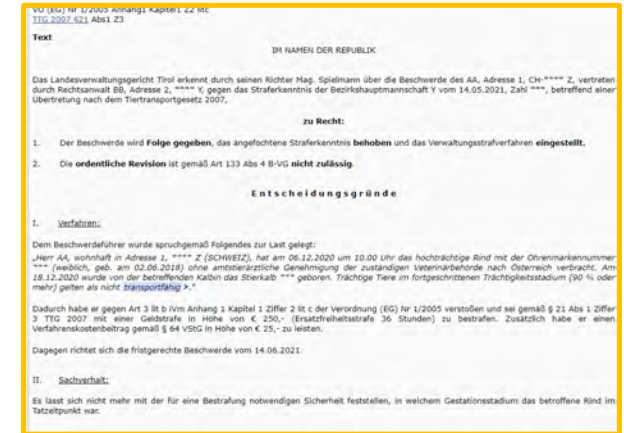 VO (EG) Nr 1/2005 Anhang1 Kapitel1 Z2 litc
TTG 2007 §21 Abs1 Z3
Text
IM NAMEN DER REPUBLIK
Das Landesverwaltungsgericht Tirol erkennt durch seinen Richter Mag. Spielmann über die Beschwerde des AA, Adresse 1, CH-**** Z, vertreten
durch Rechtsanwalt BB, Adresse 2, **** Y, gegen das Straferkenntnis der Bezirkshauptmannschaft Y vom 14.05.2021, Zahl ***, betreffend einer
Übertretung nach dem Tiertransportgesetz 2007,
zu Recht:
1. Der Beschwerde wird Folge gegeben, das angefochtene Straferkenntnis behoben und das Verwaltungsstrafverfahren eingestellt.
2. Die ordentliche Revision ist gemäß Art 133 Abs 4 B-VG nicht zulässig.
Entscheidungsgründe
I. Verfahren:
Dem Beschwerdeführer wurde spruchgemäß Folgendes zur Last gelegt:
„Herr AA, wohnhaft in Adresse 1, **** Z (SCHWEIZ), hat am 06.12.2020 um 10.00 Uhr das hochträchtige Rind mit der Ohrenmarkennummer
*** (weiblich, geb. am 02.06.2018) ohne amtstierärztliche Genehmigung der zuständigen Veterinärbehörde nach Österreich verbracht. Am
18.12.2020 wurde von der betreffenden Kalbin das Stierkalb *** geboren. Trächtige Tiere im fortgeschrittenen Trächtigkeitsstadium (90 % oder
mehr) gelten als nicht transportfähig >."
Dadurch habe er gegen Art 3 lit b iVm Anhang 1 Kapitel 1 Ziffer 2 lit c der Verordnung (EG) Nr 1/2005 verstoßen und sei gemäß § 21 Abs 1 Ziffer
3 TTG 2007 mit einer Geldstrafe in Höhe von € 250,- (Ersatzfreiheitsstrafe 36 Stunden) zu bestrafen. Zusätzlich habe er einen
Verfahrenskostenbeitrag gemäß § 64 VStG in Höhe von € 25,- zu leisten.
Dagegen richtet sich die fristgerechte Beschwerde vom 14.06.2021.
II. Sachverhalt:
Es lässt sich nicht mehr mit der für eine Bestrafung notwendigen Sicherheit feststellen, in welchem Gestationsstadium das betroffene Rind im
Tatzeitpunkt war.